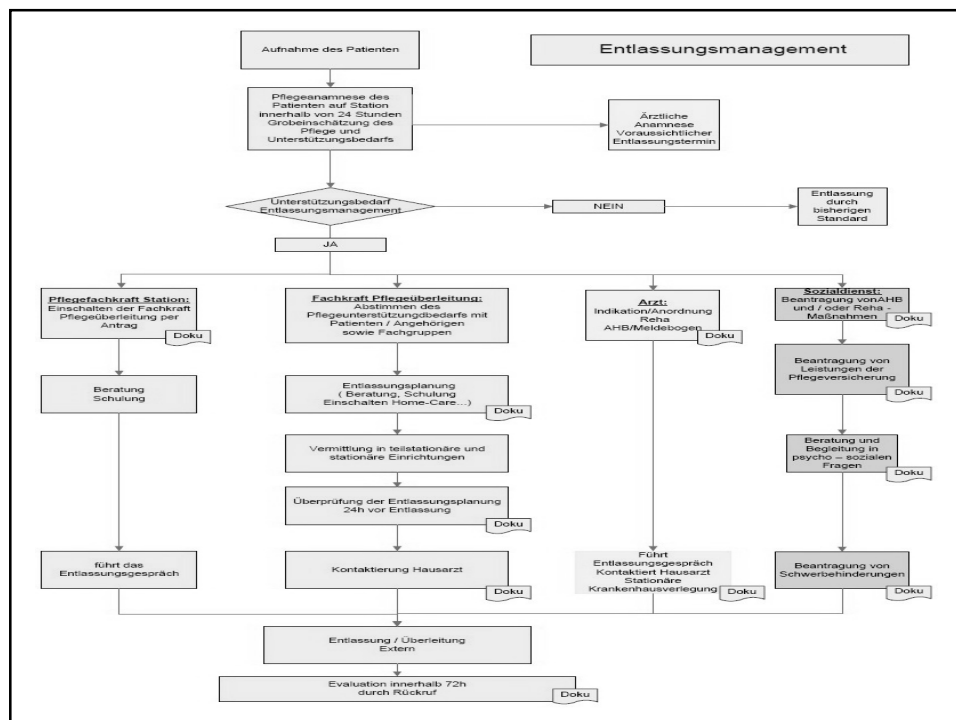 Aufnahme des Patienten
Entlassungsmanagement
Pflegeanamnese des
Patienten auf Station
innerhalb von 24 Stunden
Grobeinschätzung des
Pflege und
Unterstützungsbedarfs
Ärztliche
Anamnese
Voraussichtlicher
Entlassungstermin
Unterstützungsbedarf
Entlassungsmanagement
NEIN
Entlassung
durch
bisherigen
Standard
JA
Pflegefachkraft Station:
Einschalten der Fachkraft
Pflegeüberleitung per
Antrag
Doku
Beratung
Schulung
führt das
Entlassungsgespräch
Fachkraft Pflegeüberleitung:
Abstimmen des
Pflegeunterstützungdbedarfs mit
Patienten / Angehörigen
sowie Fachgruppen
Entlassungsplanung
( Beratung, Schulung
Einschalten Home-Care...)
Doku
Vermittlung in teilstationäre und
stationäre Einrichtungen
Überprüfung der Entlassungsplanung
24h vor Entlassung
Doku
Kontaktierung Hausarzt
Doku
Arzt:
Indikation/Anordnung
Reha
AHB/Meldebogen
Doku
Führt
Entlassungsgespräch
Kontaktiert Hausarzt
Stationäre
Krankenhausverlegung
Doku
Sozialdienst:
Beantragung vonAHB
und / oder Reha -
Maßnahmen
Doku
Beantragung von
Leistungen der
Pflegeversicherung
Doku
Beratung und
Begleitung in
psycho – sozialen
Fragen
Doku
Beantragung von
Schwerbehinderungen
Doku
Entlassung / Überleitung
Extern
Evaluation innerhalb 72h
durch Rückruf
Doku